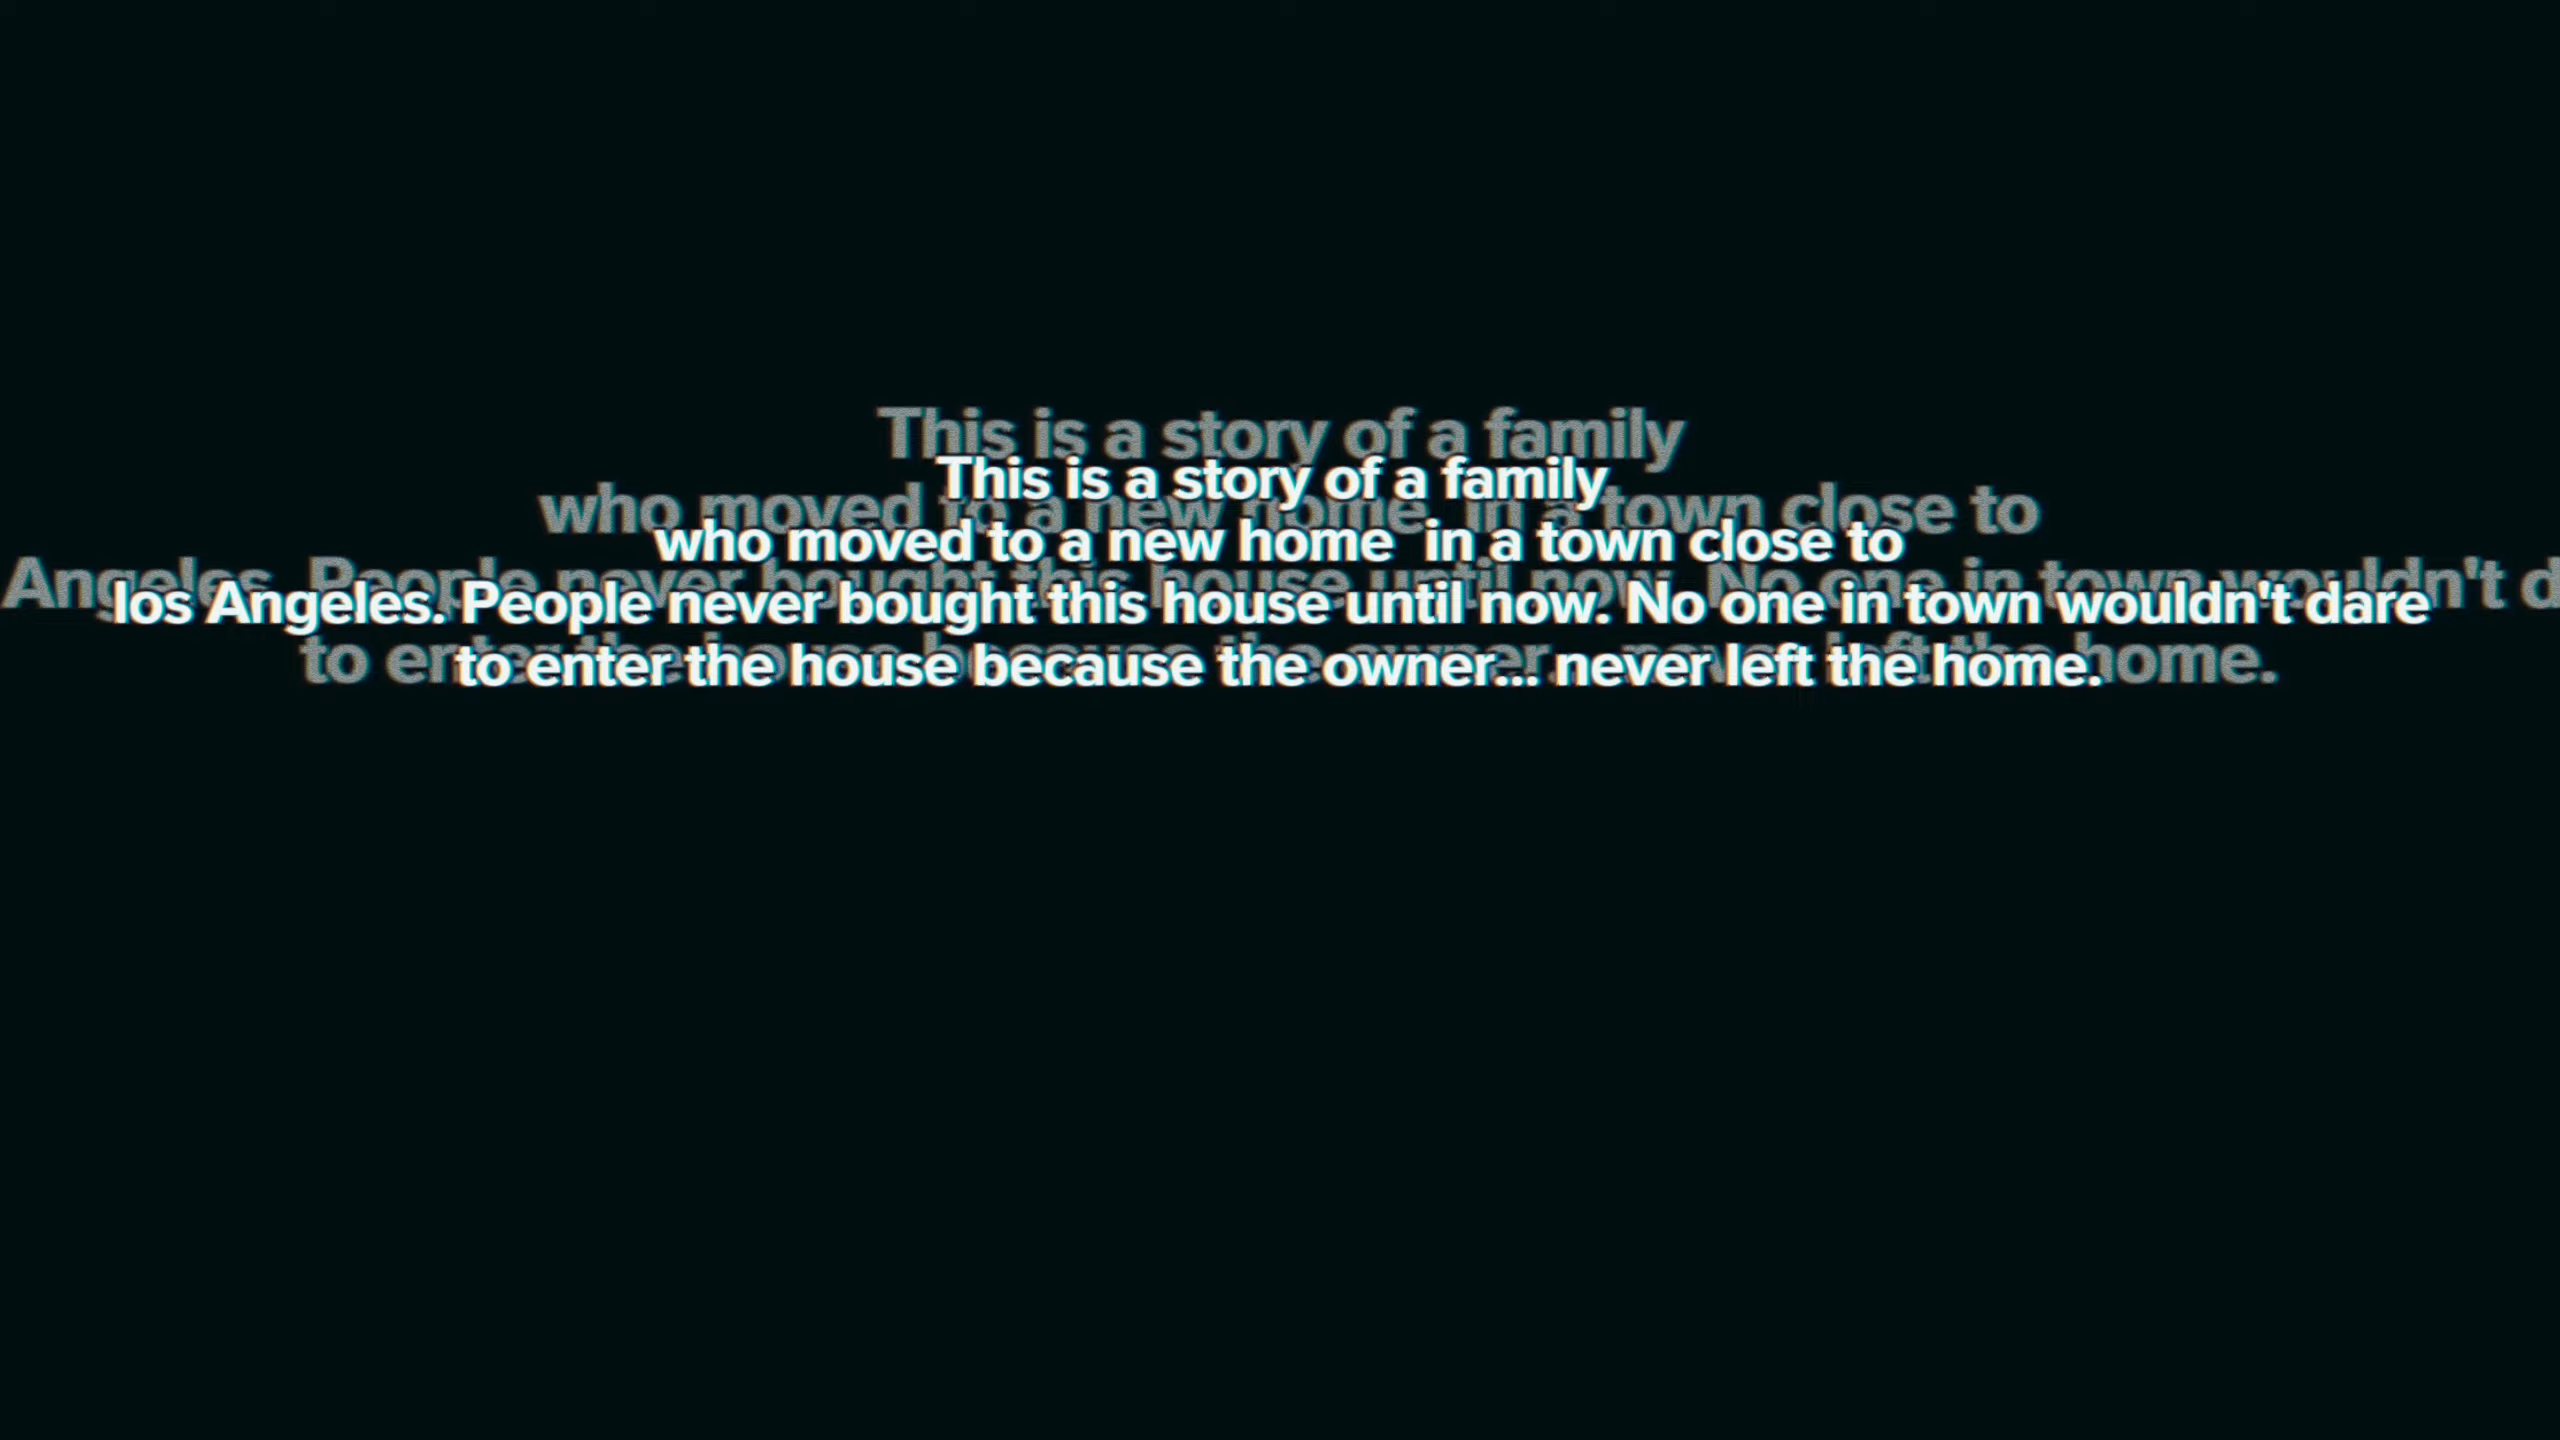 This is a story of a family
who moved to a new home in a town close to
los Angeles. People never bought this house until now. No one in town wouldn't dare
to enter the house because the owner... never left the home.